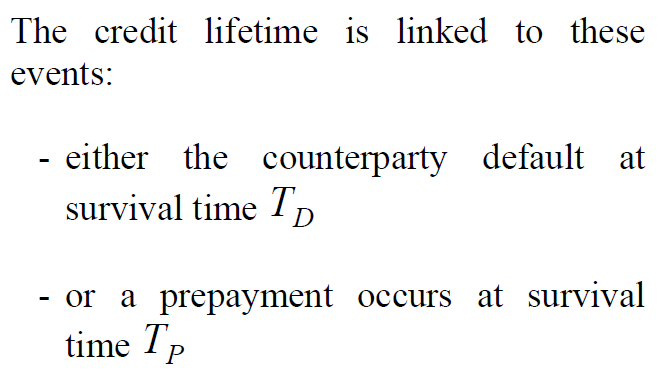 The credit lifetime is linked to these
events:
- either the counterparty default at
survival time T_D
- or a prepayment occurs at survival
time T_P